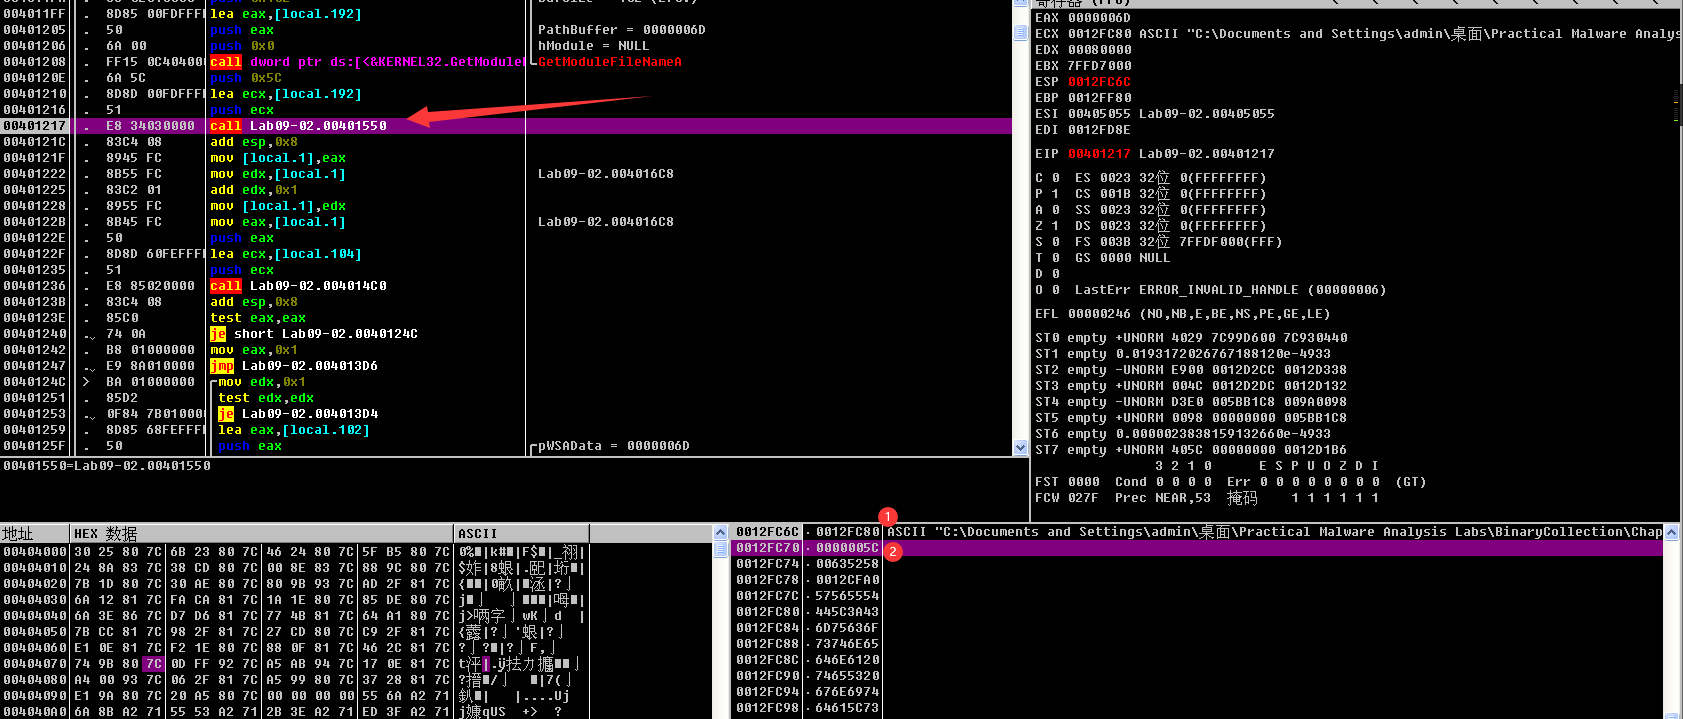 004011FF . 8D85 00FDFFFF lea eax,[local.192]
00401205 . 50 push eax PathBuffer = 0000006D
00401206 . 6A 00 push 0x0 hModule = NULL
00401208 . FF15 0C404000 call dword ptr ds:[<&KERNEL32.GetModuleF GetModuleFileNameA
0040120E . 6A 5C push 0x5C
00401210 . 8D8D 00FDFFFF lea ecx,[local.192]
00401216 . 51 push ecx
00401217 . E8 34030000 call Lab09-02.00401550
0040121C . 83C4 08 add esp,0x8
0040121F . 8945 FC mov [local.1],eax
00401222 . 8B55 FC mov edx,[local.1] Lab09-02.004016C8
00401225 . 83C2 01 add edx,0x1
00401228 . 8955 FC mov [local.1],edx
0040122B . 8B45 FC mov eax,[local.1] Lab09-02.004016C8
0040122E . 50 push eax
0040122F . 8D8D 60FEFFFF lea ecx,[local.104]
00401235 . 51 push ecx
00401236 . E8 85020000 call Lab09-02.004014C0
0040123B . 83C4 08 add esp,0x8
0040123E . 85C0 test eax,eax
00401240 . 74 0A je short Lab09-02.0040124C
00401242 . B8 01000000 mov eax,0x1
00401247 . E9 8A010000 jmp Lab09-02.004013D6
0040124C > BA 01000000 mov edx,0x1
00401251 . 85D2 test edx,edx
00401253 . 0F84 7B010000 je Lab09-02.004013D4
00401259 . 8D85 68FEFFFF lea eax,[local.102]
0040125F . 50 push eax pWSAData = 0000006D
00401550=Lab09-02.00401550
EAX 0000006D
ECX 0012FC80 ASCII "C:\Documents and Settings\admin\桌面\Practical Malware Analys
EDX 00080000
EBX 7FFD7000
ESP 0012FC6C
EBP 0012FF80
ESI 00405055 Lab09-02.00405055
EDI 0012FD8E
EIP 00401217 Lab09-02.00401217
C 0 ES 0023 32位 0(FFFFFFFF)
P 1 CS 001B 32位 0(FFFFFFFF)
A 0 SS 0023 32位 0(FFFFFFFF)
Z 1 DS 0023 32位 0(FFFFFFFF)
S 0 FS 003B 32位 7FFDF000(FFF)
T 0 GS 0000 NULL
D 0
O 0 LastErr ERROR_INVALID_HANDLE (00000006)
EFL 00000246 (NO,NB,E,BE,NS,PE,GE,LE)
ST0 empty +UNORM 4029 7C99D600 7C930440
ST1 empty 0.0193172026767188120e-4933
ST2 empty -UNORM E900 0012D2CC 0012D338
ST3 empty +UNORM 004C 0012D2DC 0012D132
ST4 empty -UNORM D3E0 005BB1C8 009A0098
ST5 empty +UNORM 0098 00000000 005BB1C8
ST6 empty 0.0000023838159132660e-4933
ST7 empty +UNORM 405C 00000000 0012D1B6
3 2 1 0 E S P U O Z D I
FST 0000 Cond 0 0 0 0 Err 0 0 0 0 0 0 0 0 (GT)
FCW 027F Prec NEAR,53 掩码 1 1 1 1 1 1
地址 HEX 数据 ASCII
00404000 30 25 80 7C 6B 23 80 7C 46 24 80 7C 5F B5 80 7C
00404010 24 8A 83 7C 38 CD 80 7C 00 8E 83 7C 88 9C 80 7C
00404020 7B 1D 80 7C 30 AE 80 7C 80 9B 93 7C AD 2F 81 7C
00404030 6A 12 81 7C FA CA 81 7C 1A 1E 80 7C 85 DE 80 7C
00404040 6A 3E 86 7C D7 D6 81 7C 77 4B 81 7C 64 A1 80 7C
00404050 7B CC 81 7C 98 2F 81 7C 27 CD 80 7C C9 2F 81 7C
00404060 E1 0E 81 7C F2 1E 80 7C 88 0F 81 7C 46 2C 81 7C
00404070 74 9B 80 7C 0D FF 92 7C A5 AB 94 7C 17 0E 81 7C
00404080 A4 00 93 7C 06 2F 81 7C A5 99 80 7C 37 28 81 7C
00404090 E1 9A 80 7C 20 A5 80 7C 00 00 00 00 55 6A A2 71
004040A0 6A 8B A2 71 55 53 A2 71 2B 3E A2 71 ED 3F A2 71
1
2
0012FC6C 0012FC80 ASCII "C:\Documents and Settings\admin\桌面\Practical Malware Analysis Labs\BinaryCollection\Chap
0012FC70 0000005C
0012FC74 00635258
0012FC78 0012CFA0
0012FC7C 57565554
0012FC80 445C3A43
0012FC84 6D75636F
0012FC88 73746E65
0012FC8C 646E6120
0012FC90 74655320
0012FC94 676E6974
0012FC98 64615C73